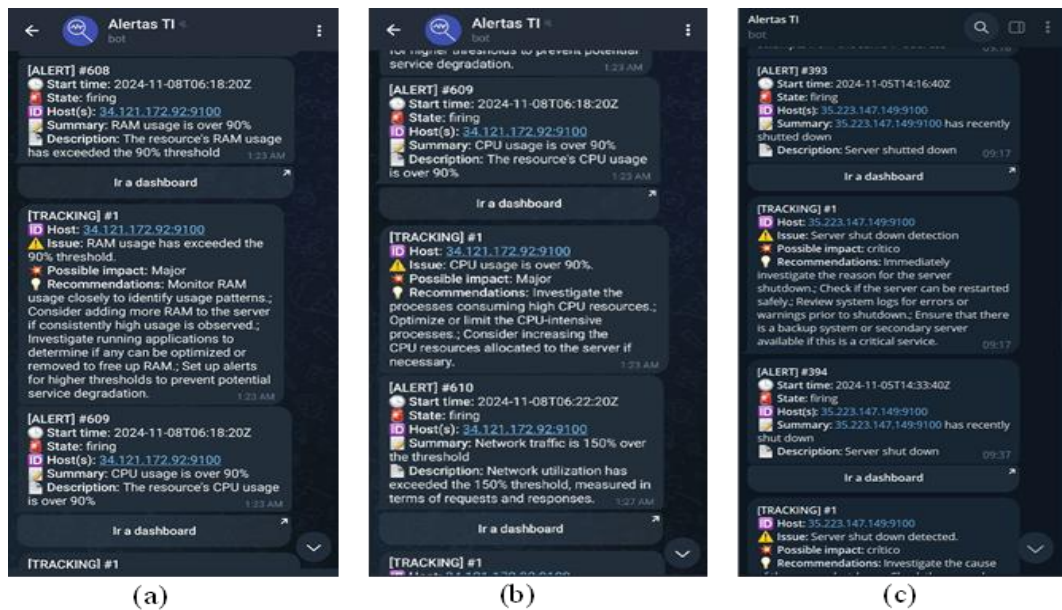 Alertas TI
bot
[ALERT] #608
Start time: 2024-11-08T06:18:20Z
State: firing
ID Host(s): 34.121.172.92:9100
Summary: RAM usage is over 90%
Description: The resource's RAM usage
has exceeded the 90% threshold
1:23 AM
Ir a dashboard
[TRACKING] #1
ID Host: 34.121.172.92:9100
Issue: RAM usage has exceeded the
90% threshold.
Possible impact: Major
Recommendations: Monitor RAM
usage closely to identify usage patterns.;
Consider adding more RAM to the server
if consistently high usage is observed.;
Investigate running applications to
determine if any can be optimized or
removed to free up RAM.; Set up alerts
for higher thresholds to prevent potential
service degradation.
1:23 AM
[ALERT] #609
Start time: 2024-11-08T06:18:20Z
State: firing
ID Host(s): 34.121.172.92:9100
Summary: CPU usage is over 90%
Description: The resource's CPU usage
is over 90%
1:23 AM
Ir a dashboard
[TRACKING] #1
(a)
Alertas TI
bot
for higher thresholds to prevent potential
service degradation.
1:23 AM
[ALERT] #609
Start time: 2024-11-08T06:18:20Z
State: firing
ID Host(s): 34.121.172.92:9100
Summary: CPU usage is over 90%
Description: The resource's CPU usage
is over 90%
1:23 AM
Ir a dashboard
[TRACKING] #1
ID Host: 34.121.172.92:9100
Issue: CPU usage is over 90%.
Possible impact: Major
Recommendations: Investigate the
processes consuming high CPU resources.;
Optimize or limit the CPU-intensive
processes.; Consider increasing the
CPU resources allocated to the server if
necessary.
1:23 AM
[ALERT] #610
Start time: 2024-11-08T06:22:20Z
State: firing
ID Host(s): 34.121.172.92:9100
Summary: Network traffic is 150% over
the threshold
Description: Network utilization has
exceeded the 150% threshold, measured in
terms of requests and responses.
1:27 AM
Ir a dashboard
[TRACKING] #1
(b)
Alertas TI
bot
09:16
[ALERT] #393
Start time: 2024-11-05T14:16:40Z
State: firing
ID Host(s): 35.223.147.149:9100
Summary: 35.223.147.149:9100 has recently
shutted down
Description: Server shutted down
09:17
Ir a dashboard
[TRACKING] #1
ID Host: 35.223.147.149:9100
Issue: Server shut down detection
Possible impact: crítico
Recommendations: Immediately
investigate the reason for the server
shutdown.; Check if the server can be restarted
safely.; Review system logs for errors or
warnings prior to shutdown.; Ensure that there
is a backup system or secondary server
available if this is a critical service.
09:17
[ALERT] #394
Start time: 2024-11-05T14:33:40Z
State: firing
ID Host(s): 35.223.147.149:9100
Summary: 35.223.147.149:9100 has recently
shut down
Description: Server shut down
09:37
Ir a dashboard
[TRACKING] #1
ID Host: 35.223.147.149:9100
Issue: Server shut down detected.
Possible impact: crítico
Recommendations: Investigate the cause
(c)